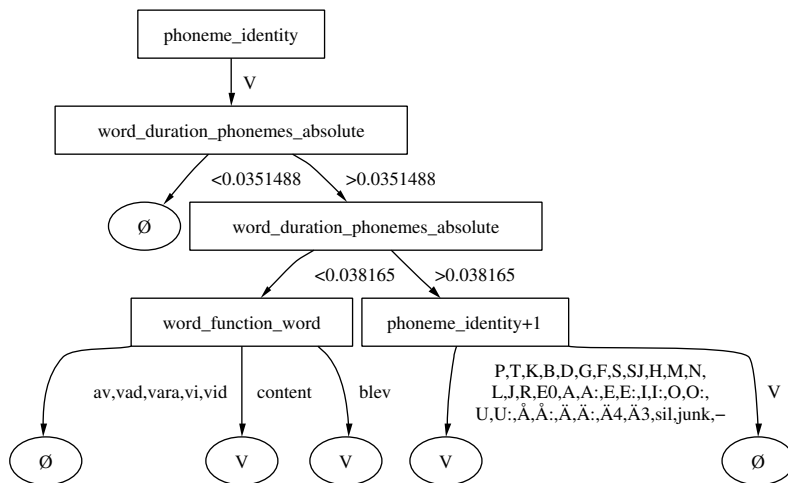 phoneme_identity
V
word_duration_phonemes_absolute
<0.0351488
>0.0351488
Ø
word_duration_phonemes_absolute
<0.038165
>0.038165
word_function_word
phoneme_identity+1
av,vad,vara,vi,vid
content
blev
P,T,K,B,D,G,F,S,SJ,H,M,N,
L,J,R,E0,A,A:,E,E:,I,I:,O,O:,
U,U:,Å,Å:,Ä,Ä:,Ä4,Ä3,sil,junk,−
V
Ø
V
V
V
Ø